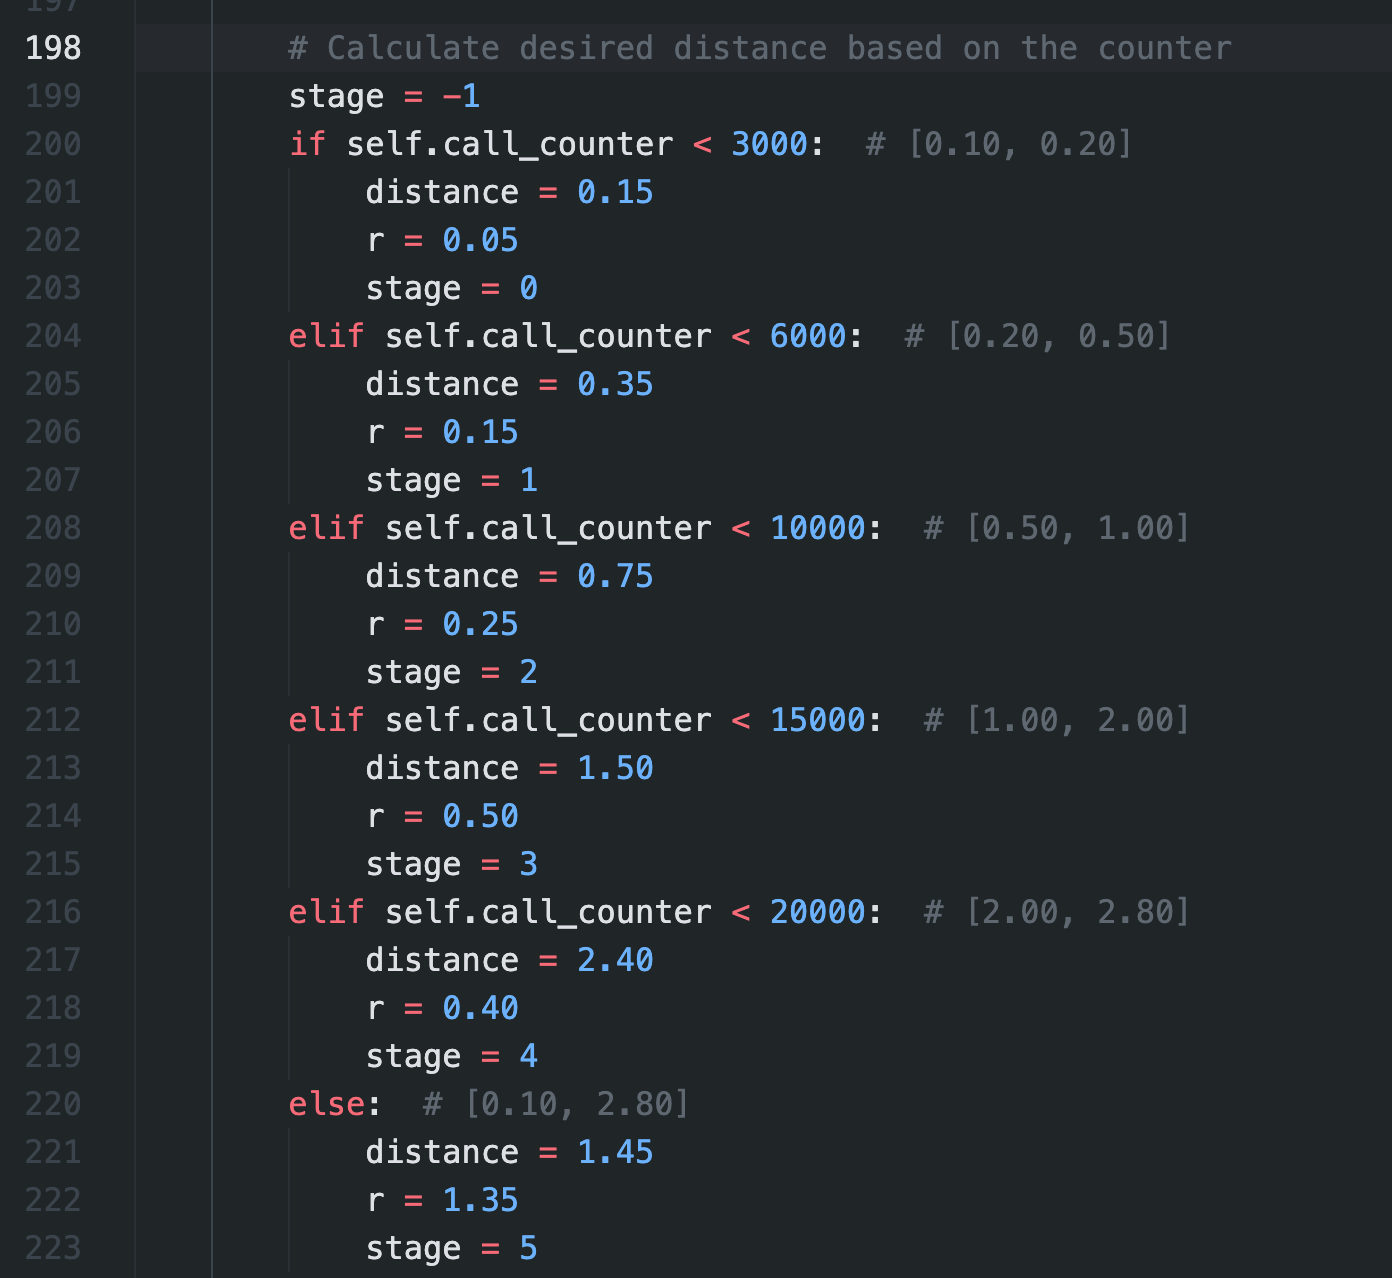 197
198 # Calculate desired distance based on the counter
199 stage = -1
200 if self.call_counter < 3000:  # [0.10, 0.20]
201 distance = 0.15
202 r = 0.05
203 stage = 0
204 elif self.call_counter < 6000:  # [0.20, 0.50]
205 distance = 0.35
206 r = 0.15
207 stage = 1
208 elif self.call_counter < 10000:  # [0.50, 1.00]
209 distance = 0.75
210 r = 0.25
211 stage = 2
212 elif self.call_counter < 15000:  # [1.00, 2.00]
213 distance = 1.50
214 r = 0.50
215 stage = 3
216 elif self.call_counter < 20000:  # [2.00, 2.80]
217 distance = 2.40
218 r = 0.40
219 stage = 4
220 else:  # [0.10, 2.80]
221 distance = 1.45
222 r = 1.35
223 stage = 5